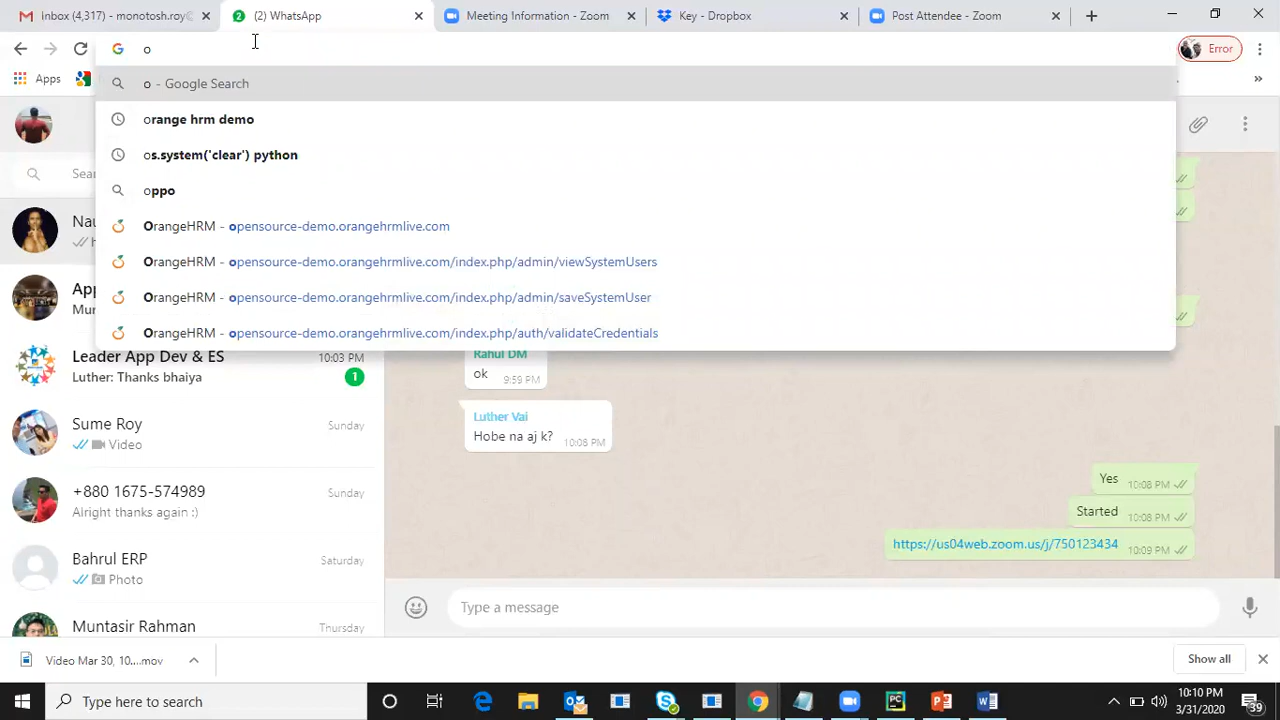 inbox (4,317) - monotosh.roy@
2 (2) WhatsApp
Meeting Information - Zoom
Key - Dropbox
Post Attendee - Zoom
o
Error
Apps
o - Google Search
orange hrm demo
os.system('clear') python
oppo
OrangeHRM - opensource-demo.orangehrmlive.com
OrangeHRM - opensource-demo.orangehrmlive.com/index.php/admin/viewSystemUsers
OrangeHRM - opensource-demo.orangehrmlive.com/index.php/admin/saveSystemUser
OrangeHRM - opensource-demo.orangehrmlive.com/index.php/auth/validateCredentials
Leader App Dev & ES 10:03 PM
Luther: Thanks bhaiya 1
Sume Roy Sunday
Video
+880 1675-574989 Sunday
Alright thanks again :)
Bahrul ERP Saturday
Photo
Muntasir Rahman Thursday
Rahul DM
ok 9:59 PM
Luther Vai
Hobe na aj k? 10:08 PM
Yes 10:08 PM
Started 10:08 PM
https://us04web.zoom.us/j/750123434 10:09 PM
Type a message
Video Mar 30, 10....mov
Show all
Type here to search
10:10 PM
3/31/2020
39